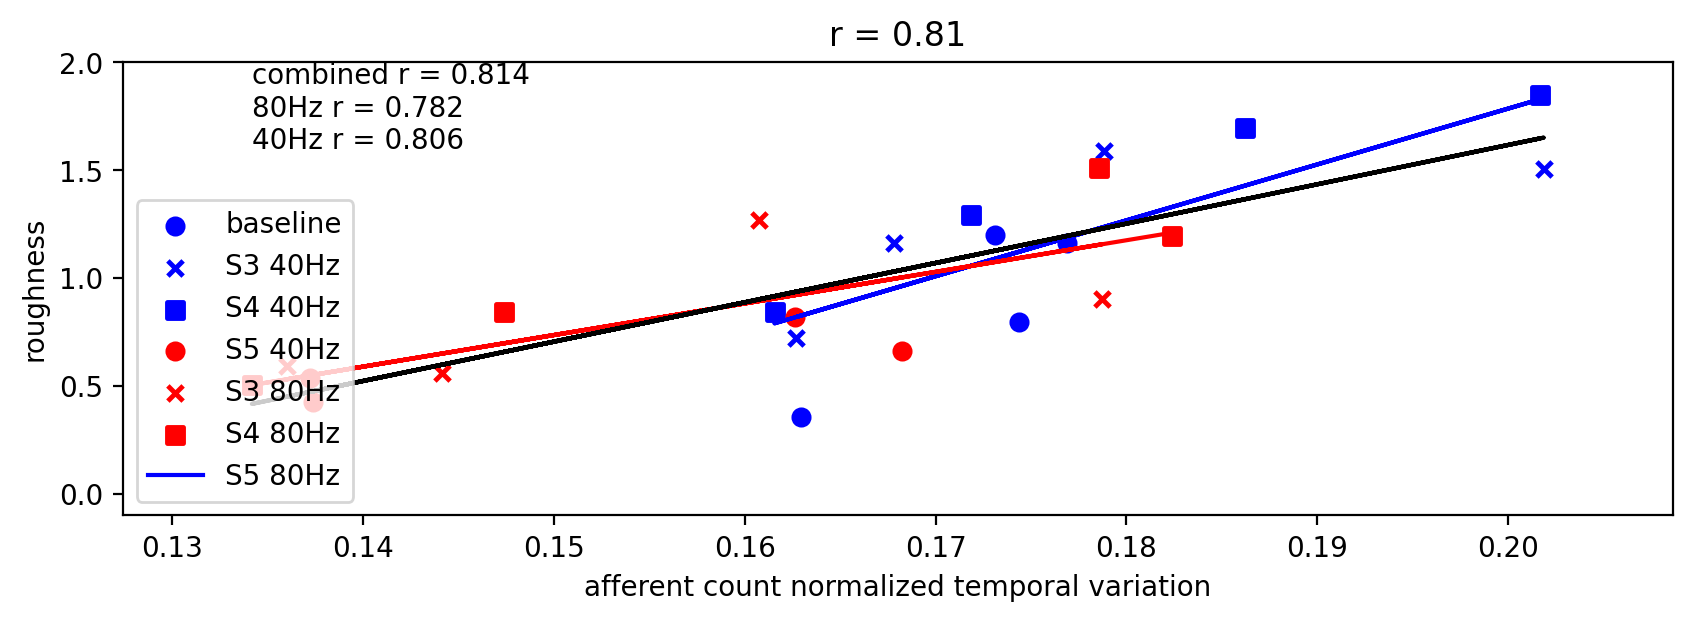 r = 0.81
combined r = 0.814
80Hz r = 0.782
40Hz r = 0.806
2.0
1.5
1.0
0.5
0.0
roughness
baseline
S3 40Hz
S4 40Hz
S5 40Hz
S3 80Hz
S4 80Hz
S5 80Hz
0.13 0.14 0.15 0.16 0.17 0.18 0.19 0.20
afferent count normalized temporal variation